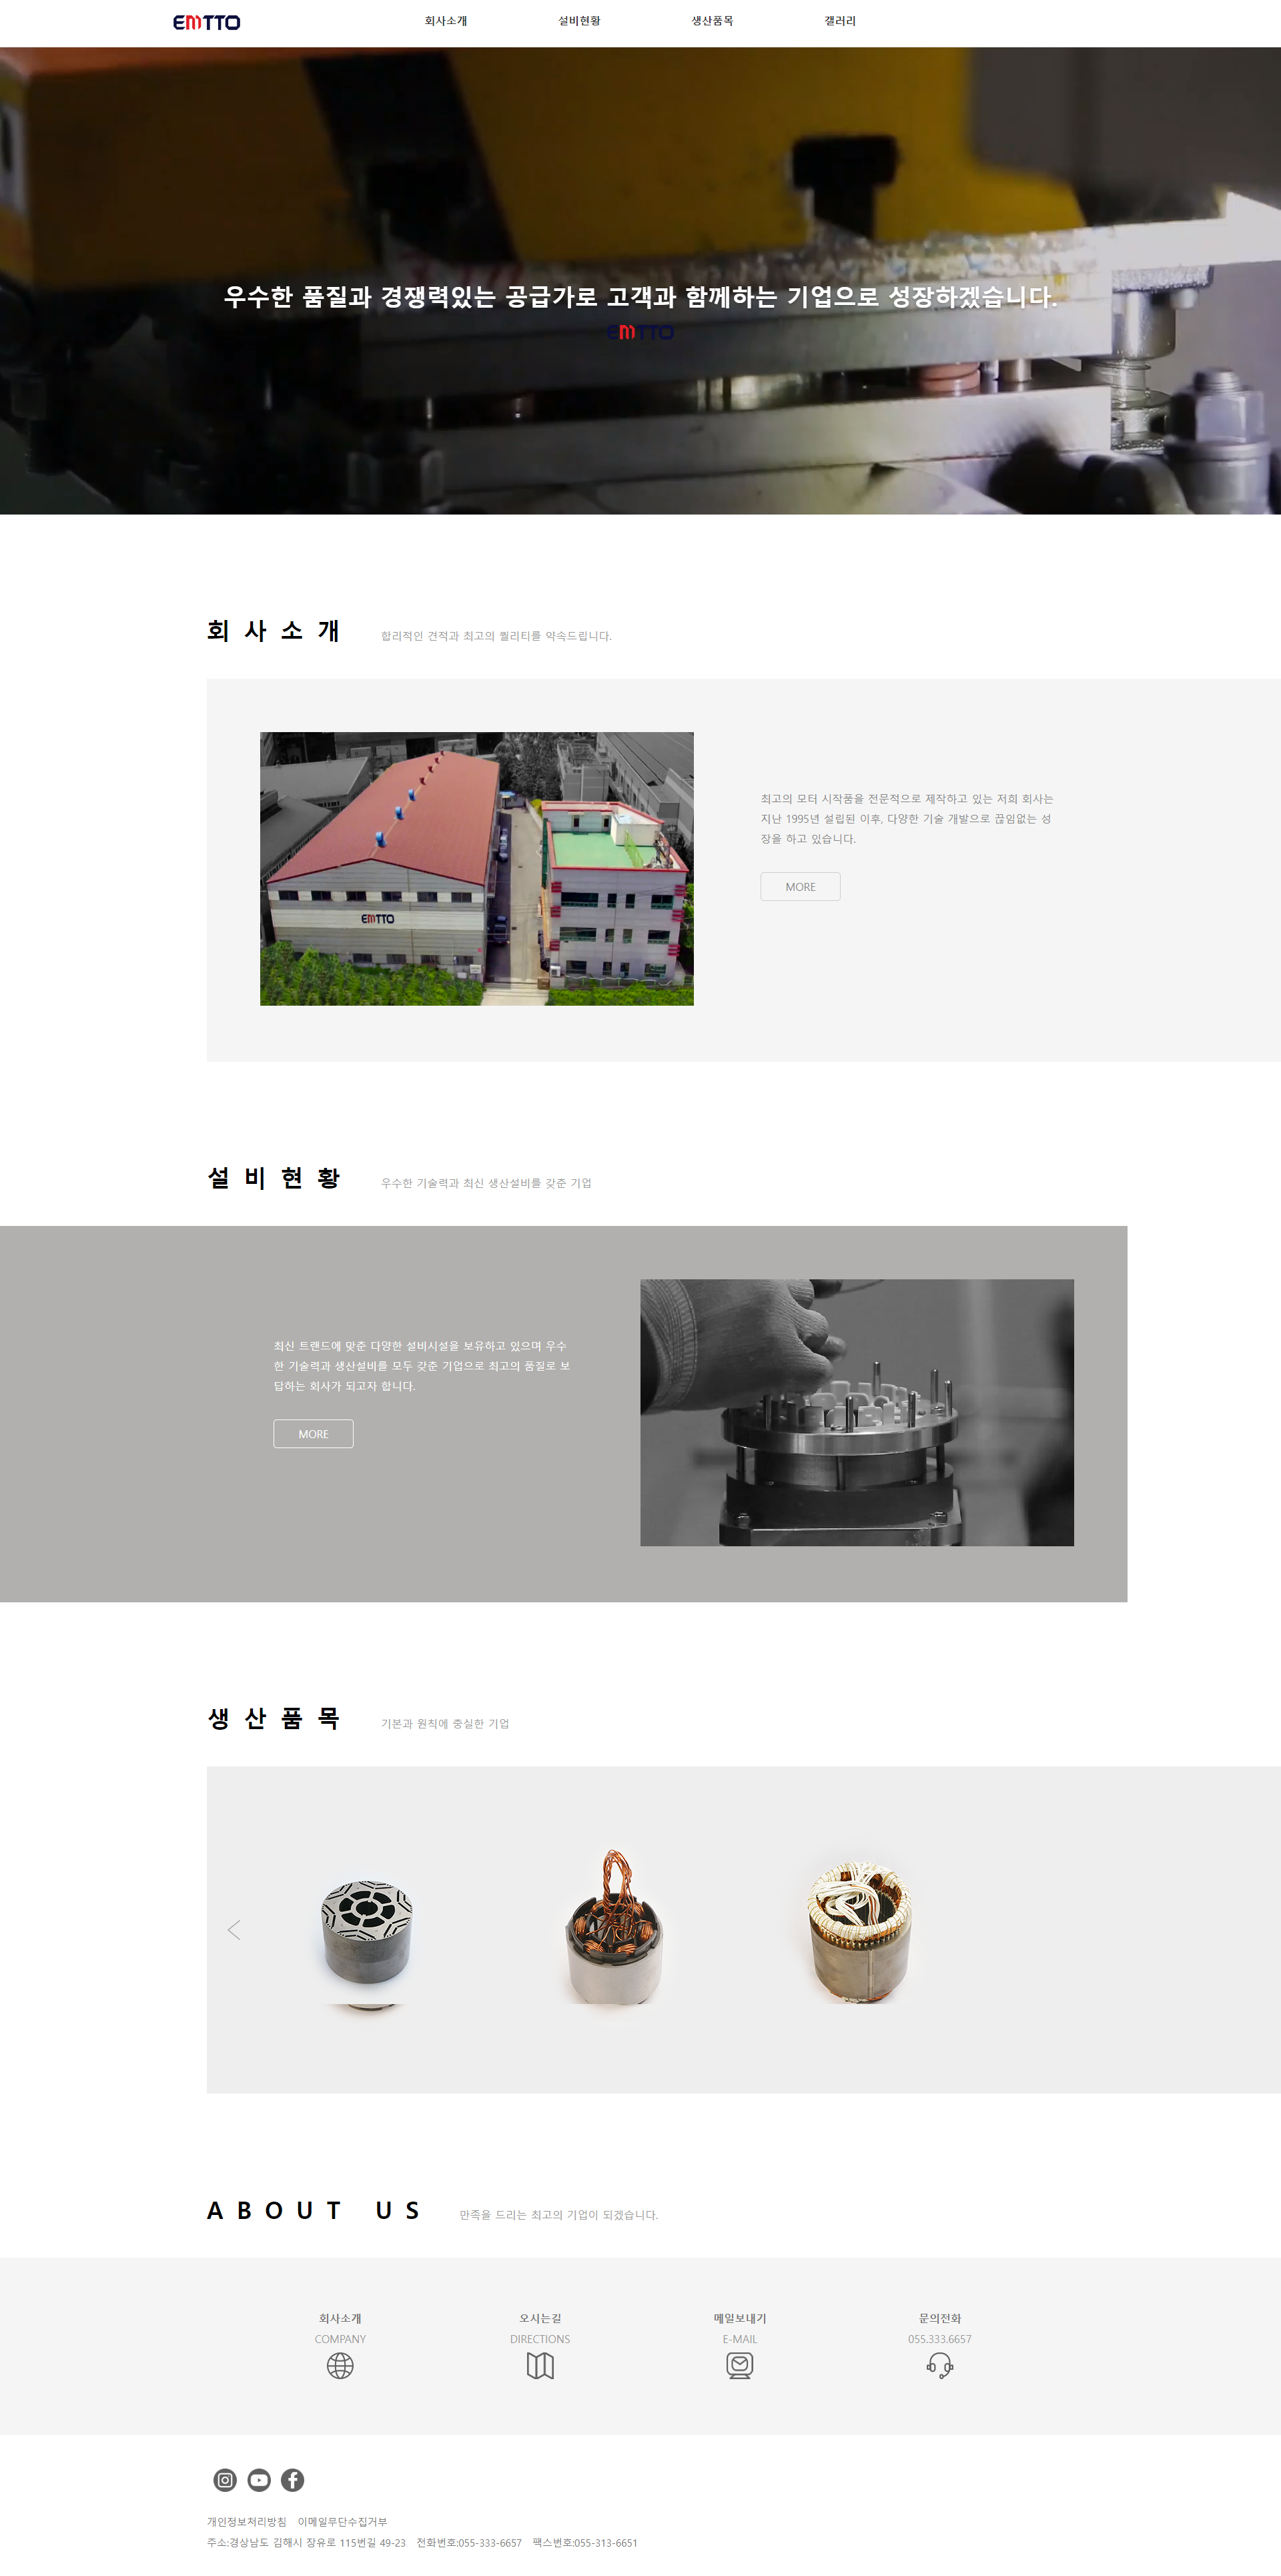 EMTTO
회사소개
설비현황
생산품목
갤러리
우수한 품질과 경쟁력있는 공급가로 고객과 함께하는 기업으로 성장하겠습니다.
EMTTO
회사소개
합리적인 견적과 최고의 퀄리티를 약속드립니다.
EMTTO
최고의 모터 시작품을 전문적으로 제작하고 있는 저희 회사는
지난 1995년 설립된 이후, 다양한 기술 개발으로 끊임없는 성
장을 하고 있습니다.
MORE
설비현황
우수한 기술력과 최신 생산설비를 갖춘 기업
최신 트랜드에 맞춘 다양한 설비시설을 보유하고 있으며 우수
한 기술력과 생산설비를 모두 갖춘 기업으로 최고의 품질로 보
답하는 회사가 되고자 합니다.
MORE
생산품목
기본과 원칙에 충실한 기업
ABOUT US
만족을 드리는 최고의 기업이 되겠습니다.
회사소개
COMPANY
오시는길
DIRECTIONS
메일보내기
E-MAIL
문의전화
055.333.6657
개인정보처리방침 이메일무단수집거부
주소:경상남도 김해시 장유로 115번길 49-23 전화번호:055-333-6657 팩스번호:055-313-6651